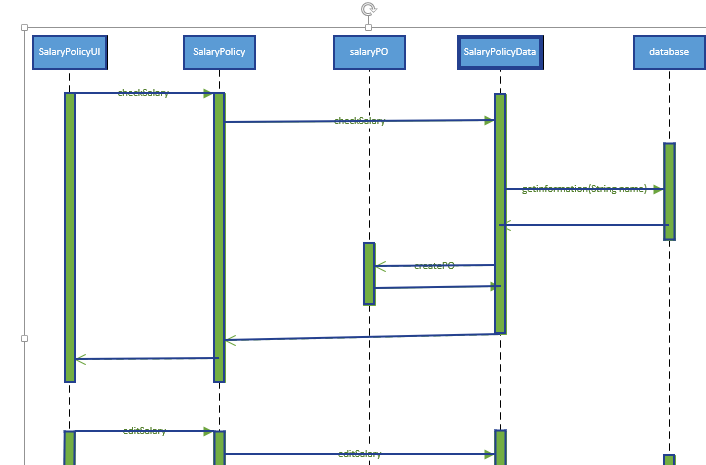 SalaryPolicyUI
SalaryPolicy
salaryPO
SalaryPolicyData
database
checkSalary
checkSalary
getinformation(String name)
createPO
editSalary
editSalary